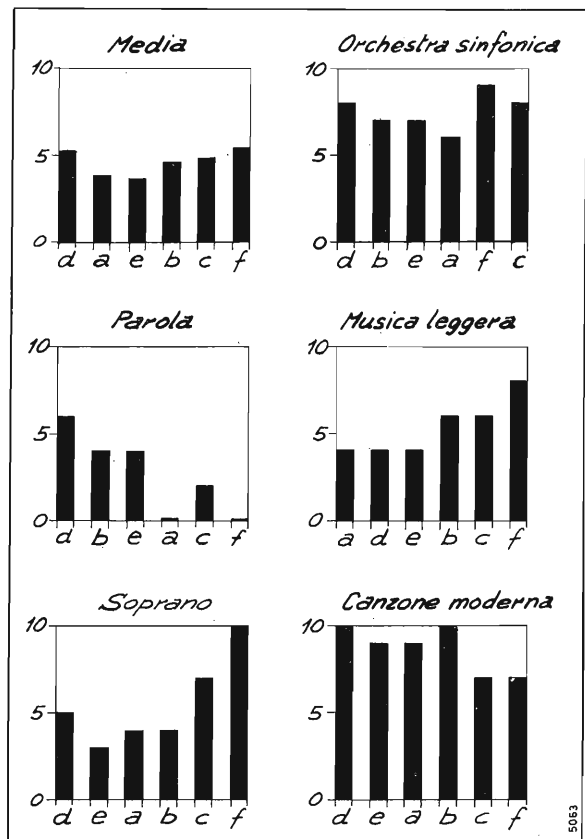 Media
10
5
0
d a e b c f
Orchestra sinfonica
10
5
0
d b e a f c
Parola
10
5
0
d b e a c f
Musica leggera
10
5
0
a d e b c f
Soprano
10
5
0
d e a b c f
Canzone moderna
10
5
0
d e a b c f
5063